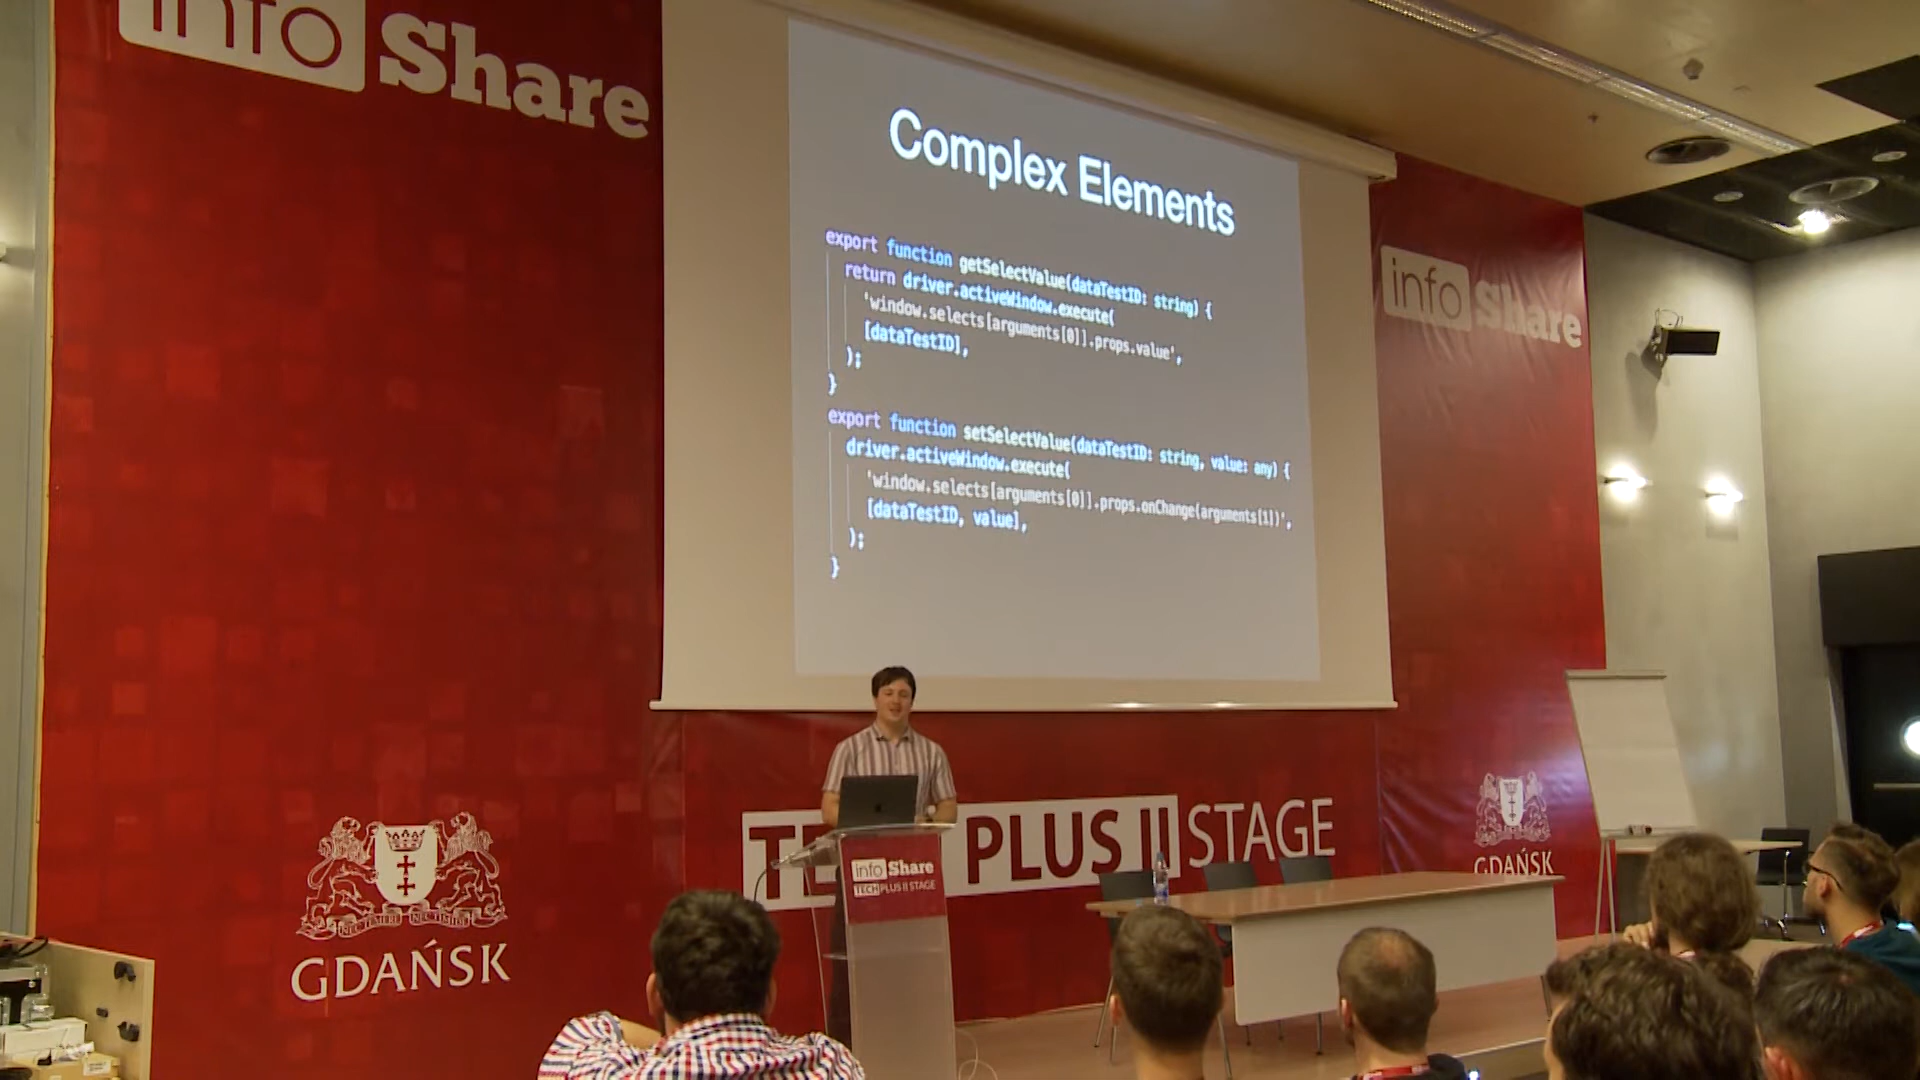 info Share
Complex Elements
export function getSelectValue(dataTestID: string) {
return driver.activeWindow.execute(
'window.selects[arguments[0]].props.value',
[dataTestID],
);
}
export function setSelectValue(dataTestID: string, value: any) {
driver.activeWindow.execute(
'window.selects[arguments[0]].props.onChange(arguments[1])',
[dataTestID, value],
);
}
info Share
TECH PLUS II STAGE
info Share
TECH PLUS II STAGE
GDAŃSK
GDAŃSK